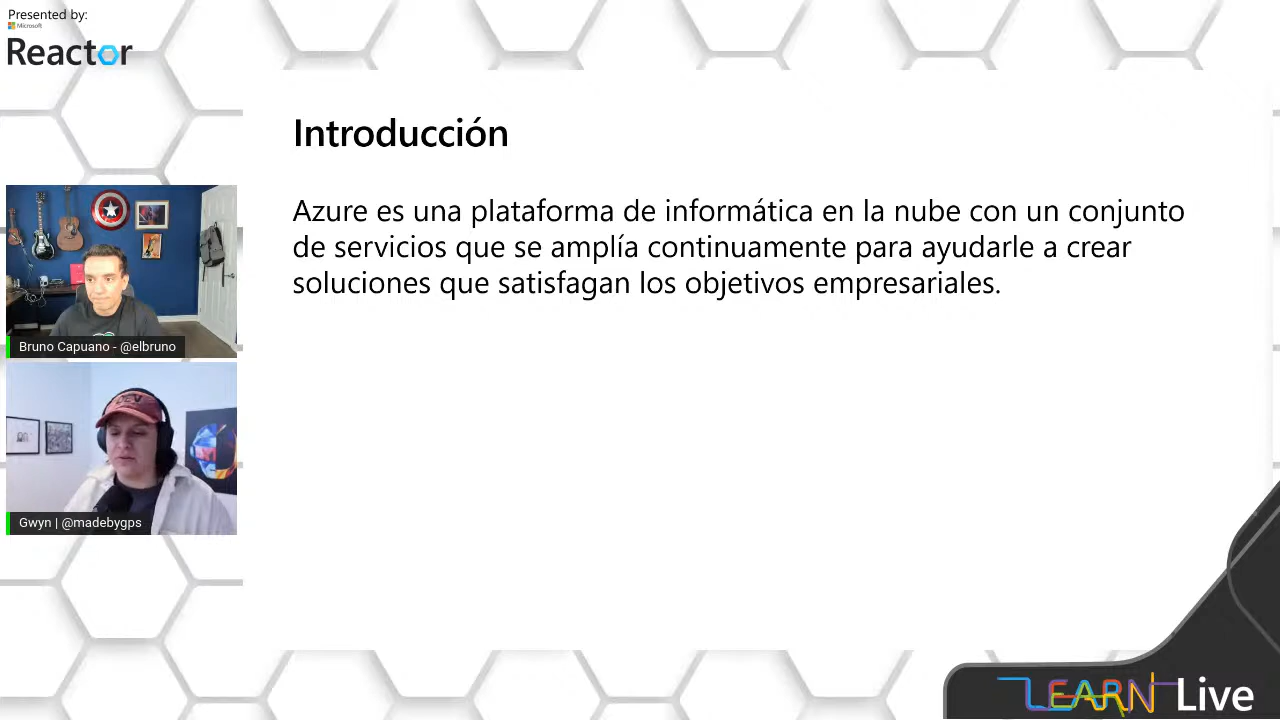 Presented by:
Microsoft
Reactor
Introducción
Azure es una plataforma de informática en la nube con un conjunto
de servicios que se amplía continuamente para ayudarle a crear
soluciones que satisfagan los objetivos empresariales.
Bruno Capuano - @elbruno
DEV
Gwyn | @madebygps
LEARN Live